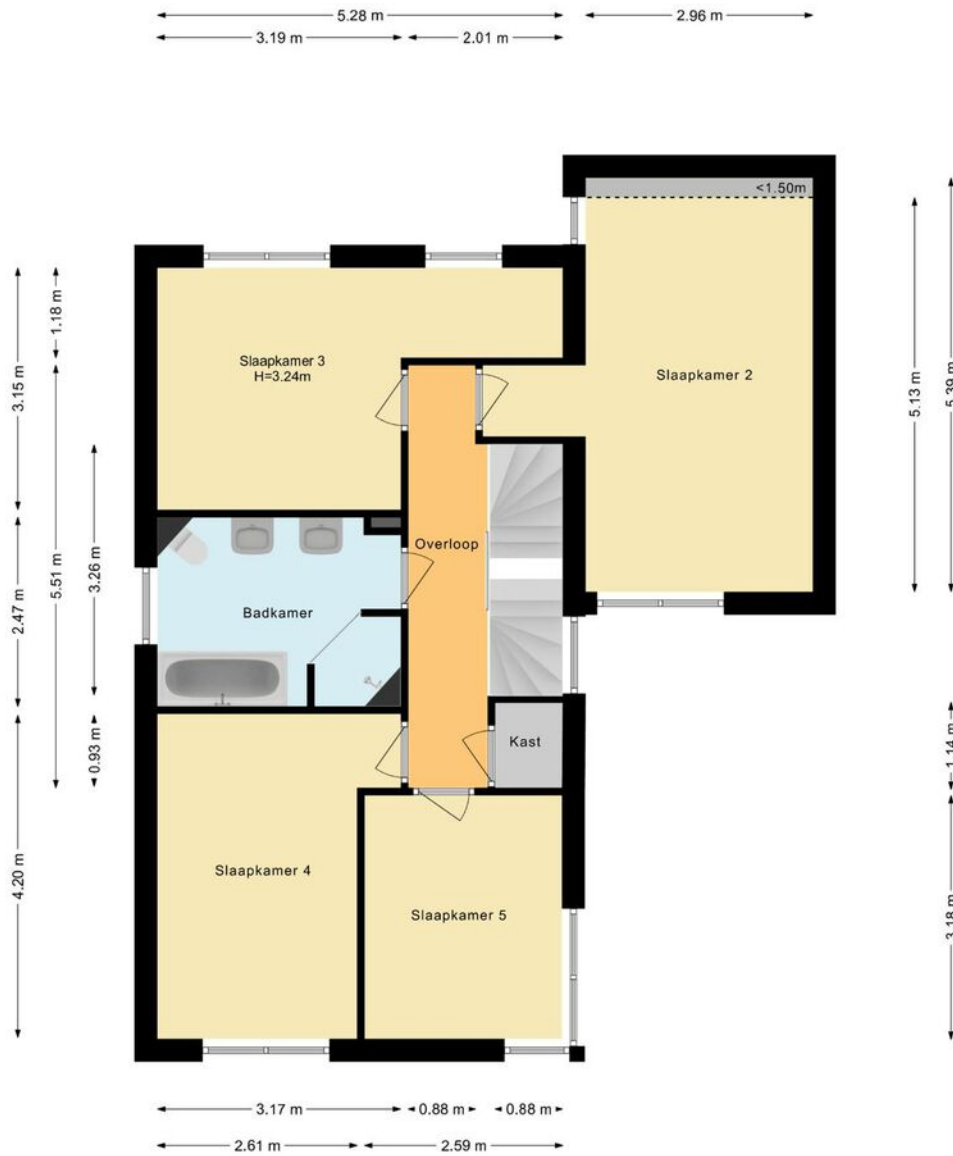 5.28 m
2.96 m
3.19 m
2.01 m
<1.50m
1.18 m
3.15 m
5.13 m
5.39 m
Slaapkamer 3
H=3.24m
Slaapkamer 2
5.51 m
3.26 m
2.47 m
Overloop
Badkamer
0.93 m
Kast
1.14 m
4.20 m
Slaapkamer 4
Slaapkamer 5
3.18 m
3.17 m
0.88 m
0.88 m
2.61 m
2.59 m